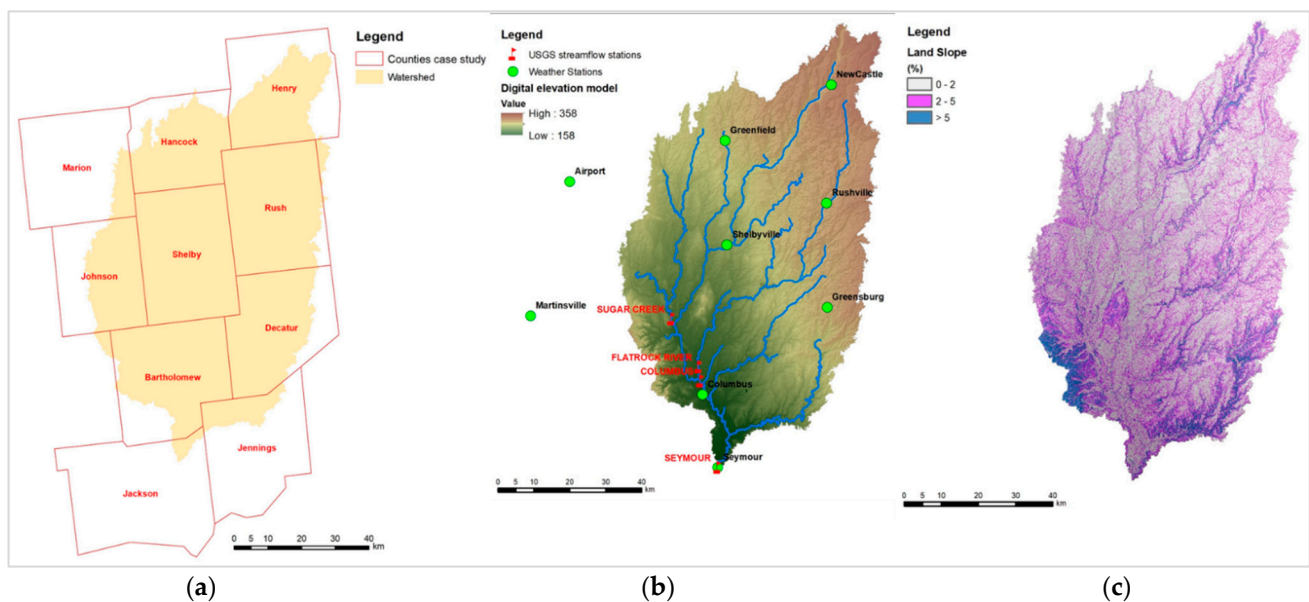 Legend
Counties case study
Watershed
Henry
Hancock
Marion
Rush
Shelby
Johnson
Decatur
Bartholomew
Jennings
Jackson
0 5 10 20 30 40
km
(a)
Legend
USGS streamflow stations
Weather Stations
Digital elevation model
Value
High : 358
Low : 158
NewCastle
Greenfield
Airport
Rushville
Shelbyville
Martinsville
Greensburg
SUGAR CREEK
FLATROCK RIVER
COLUMBUS
Columbus
SEYMOUR
Seymour
0 5 10 20 30 40
km
(b)
Legend
Land Slope
(%)
0 - 2
2 - 5
> 5
0 5 10 20 30 40
km
(c)